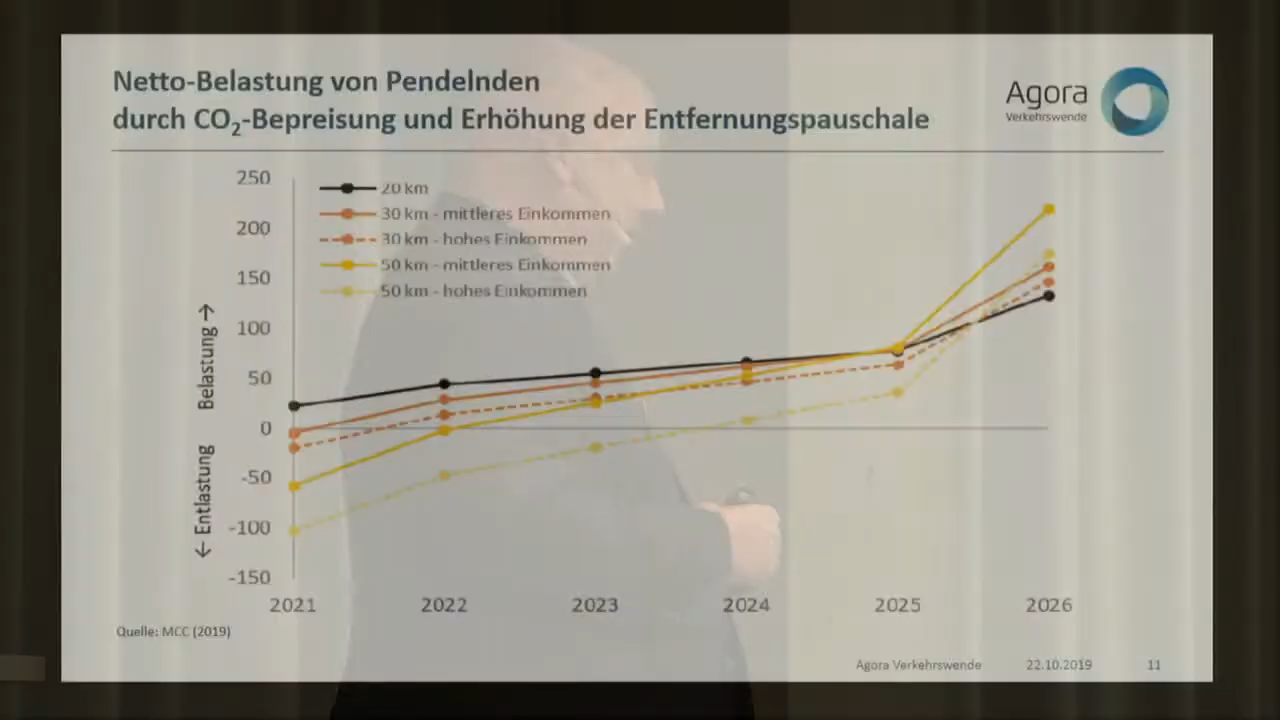 Netto-Belastung von Pendelnden
durch CO₂-Bepreisung und Erhöhung der Entfernungspauschale
Agora
Verkehrswende
250
200
150
100
50
0
-50
-100
-150
Belastung →
← Entlastung
20 km
30 km - mittleres Einkommen
30 km - hohes Einkommen
50 km - mittleres Einkommen
50 km - hohes Einkommen
2021 2022 2023 2024 2025 2026
Quelle: MCC (2019)
Agora Verkehrswende 22.10.2019 11